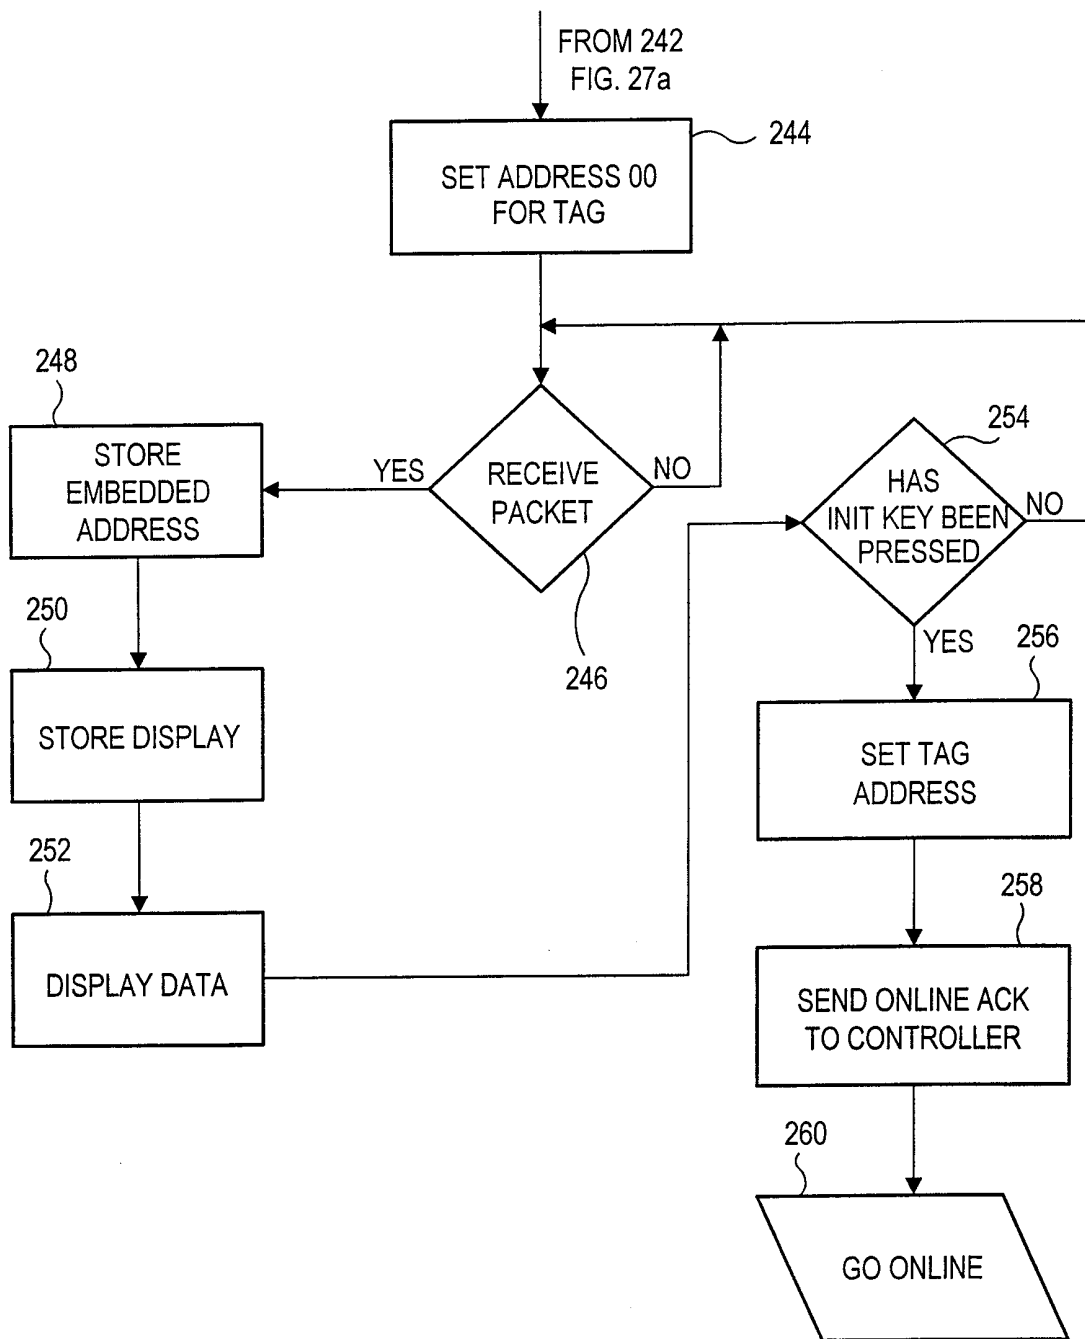 FROM 242
FIG. 27a
244
SET ADDRESS 00
FOR TAG
248
STORE
EMBEDDED
ADDRESS
YES
RECEIVE
PACKET
NO
246
254
HAS
INIT KEY BEEN
PRESSED
NO
YES
250
STORE DISPLAY
256
SET TAG
ADDRESS
252
DISPLAY DATA
258
SEND ONLINE ACK
TO CONTROLLER
260
GO ONLINE